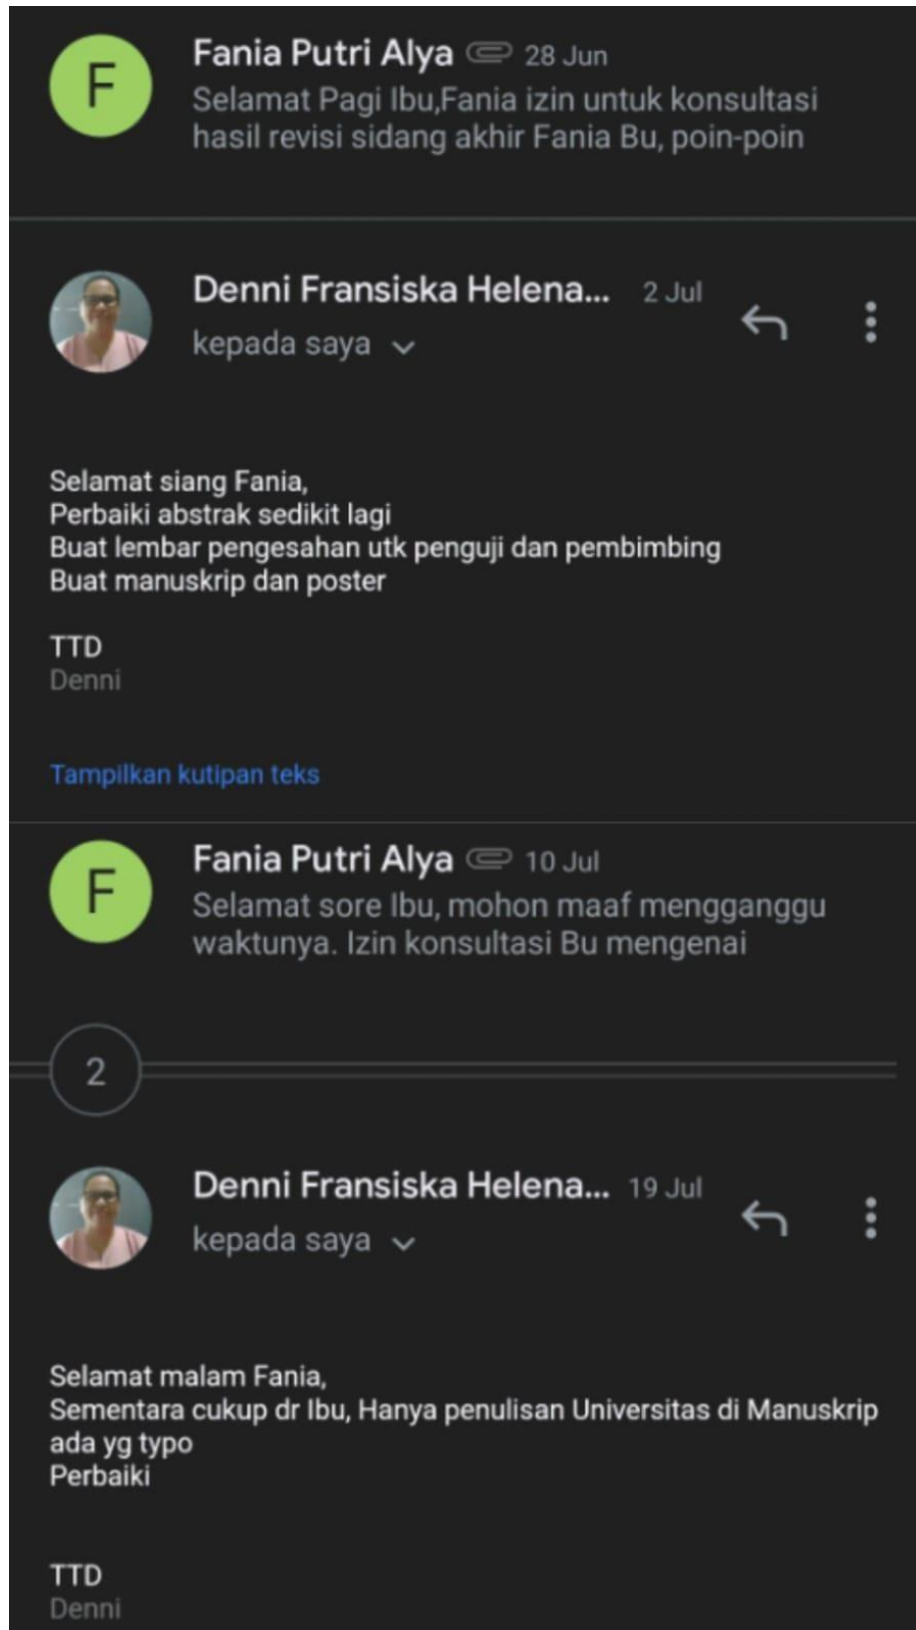 F
Fania Putri Alya 28 Jun
Selamat Pagi Ibu,Fania izin untuk konsultasi
hasil revisi sidang akhir Fania Bu, poin-poin
Denni Fransiska Helena... 2 Jul
kepada saya
Selamat siang Fania,
Perbaiki abstrak sedikit lagi
Buat lembar pengesahan utk penguji dan pembimbing
Buat manuskrip dan poster
TTD
Denni
Tampilkan kutipan teks
F
Fania Putri Alya 10 Jul
Selamat sore Ibu, mohon maaf mengganggu
waktunya. Izin konsultasi Bu mengenai
2
Denni Fransiska Helena... 19 Jul
kepada saya
Selamat malam Fania,
Sementara cukup dr Ibu, Hanya penulisan Universitas di Manuskrip
ada yg typo
Perbaiki
TTD
Denni